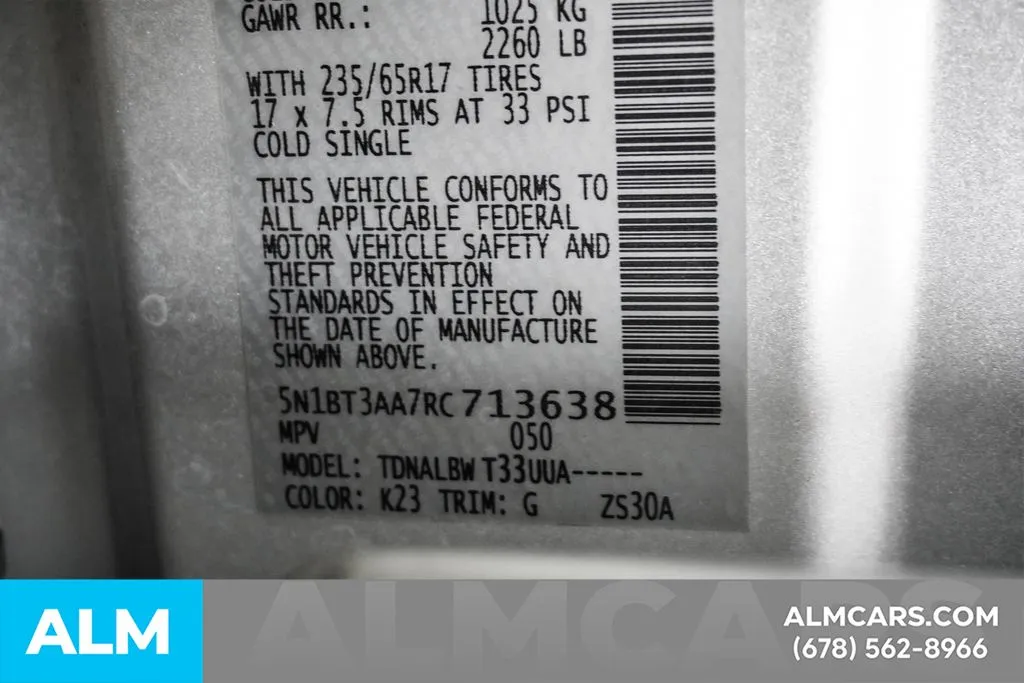 GAWR RR.: 1025 KG
2260 LB
WITH 235/65R17 TIRES
17 x 7.5 RIMS AT 33 PSI
COLD SINGLE
THIS VEHICLE CONFORMS TO
ALL APPLICABLE FEDERAL
MOTOR VEHICLE SAFETY AND
THEFT PREVENTION
STANDARDS IN EFFECT ON
THE DATE OF MANUFACTURE
SHOWN ABOVE.
5N1BT3AA7RC713638
MPV 050
MODEL: TDNALBW T33UUA-----
COLOR: K23 TRIM: G ZS30A
ALM
ALMCARS
ALMCARS.COM
(678) 562-8966